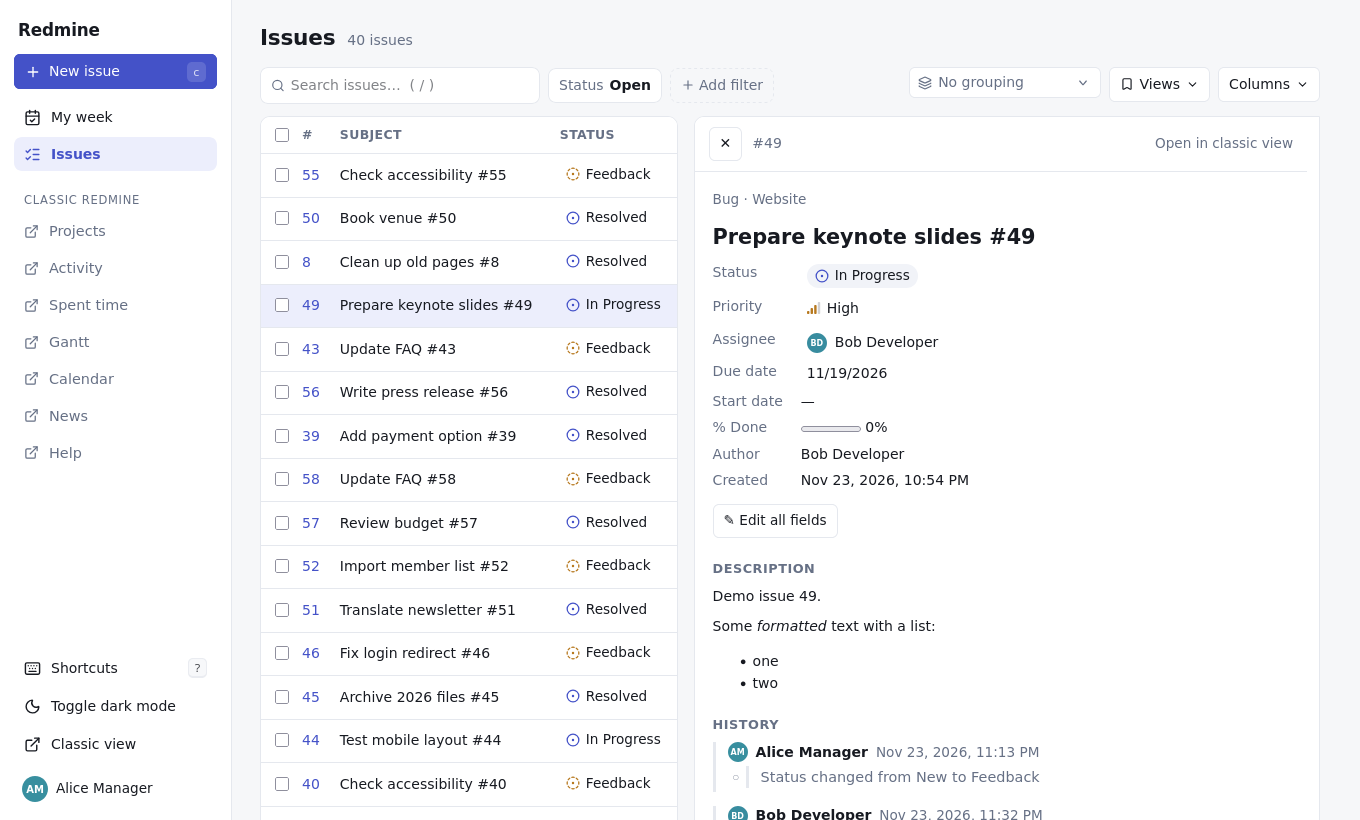 Redmine
New issue c
My week
Issues
CLASSIC REDMINE
Projects
Activity
Spent time
Gantt
Calendar
News
Help
Shortcuts ?
Toggle dark mode
Classic view
AM Alice Manager
Issues 40 issues
Search issues… ( / )
Status Open
Add filter
No grouping
Views
Columns
# SUBJECT STATUS
55 Check accessibility #55 Feedback
50 Book venue #50 Resolved
8 Clean up old pages #8 Resolved
49 Prepare keynote slides #49 In Progress
43 Update FAQ #43 Feedback
56 Write press release #56 Resolved
39 Add payment option #39 Resolved
58 Update FAQ #58 Feedback
57 Review budget #57 Resolved
52 Import member list #52 Feedback
51 Translate newsletter #51 Resolved
46 Fix login redirect #46 Feedback
45 Archive 2026 files #45 Resolved
44 Test mobile layout #44 In Progress
40 Check accessibility #40 Feedback
✕ #49 Open in classic view
Bug · Website
Prepare keynote slides #49
Status In Progress
Priority High
Assignee BD Bob Developer
Due date 11/19/2026
Start date —
% Done 0%
Author Bob Developer
Created Nov 23, 2026, 10:54 PM
✎ Edit all fields
DESCRIPTION
Demo issue 49.
Some formatted text with a list:
• one
• two
HISTORY
AM Alice Manager Nov 23, 2026, 11:13 PM
Status changed from New to Feedback
BD Bob Developer Nov 23, 2026, 11:32 PM